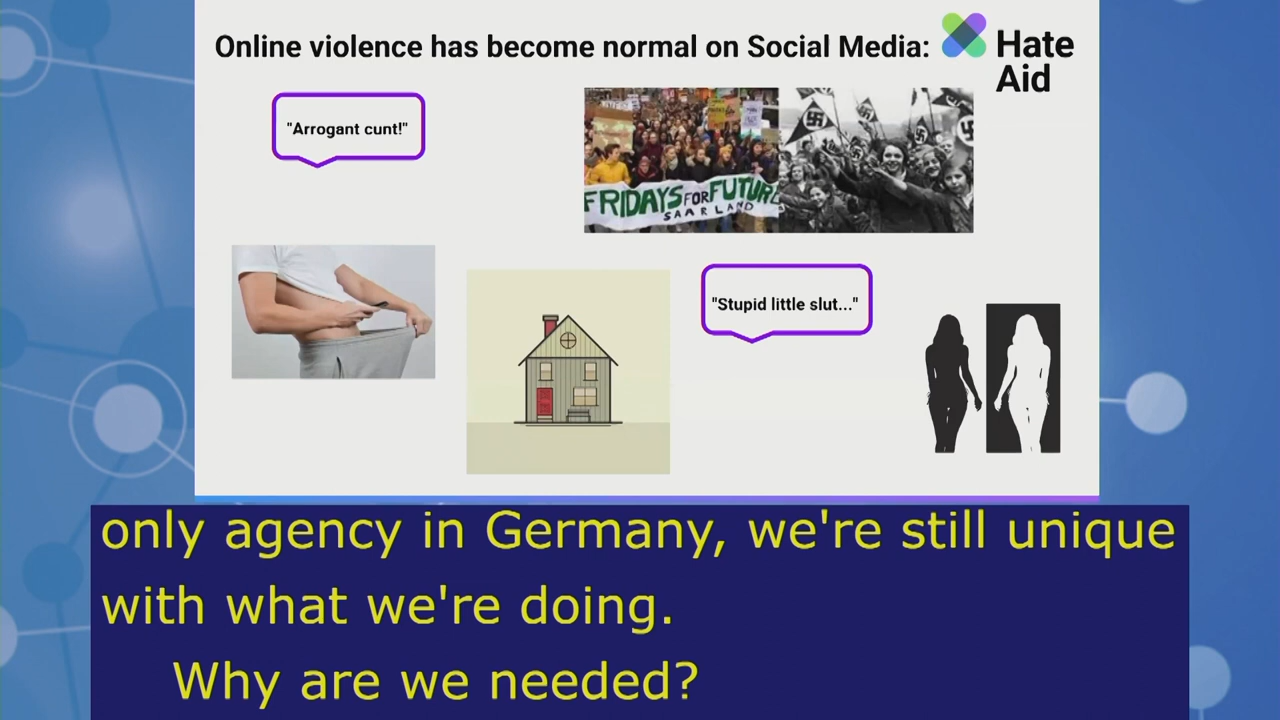 Online violence has become normal on Social Media:
Hate
Aid
"Arrogant cunt!"
FRIDAYS FOR FUTURE
SAARLAND
"Stupid little slut..."
only agency in Germany, we're still unique
with what we're doing.
Why are we needed?